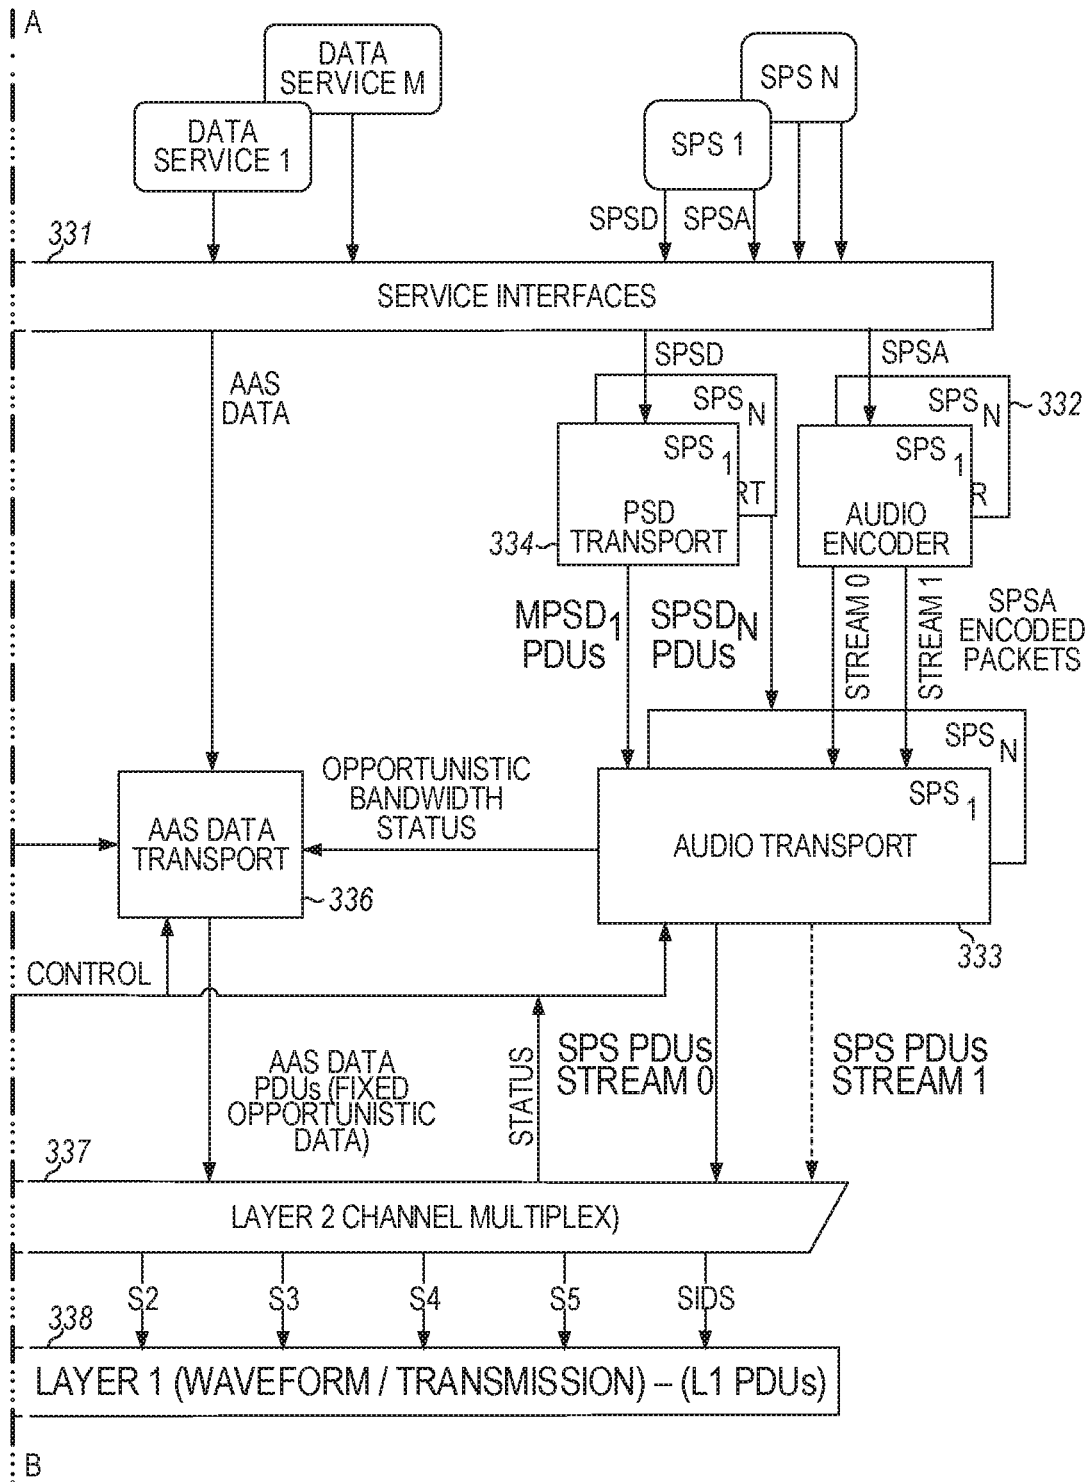 A
DATA
SERVICE M
SPS N
DATA
SERVICE 1
SPS 1
SPSD
SPSA
331
SERVICE INTERFACES
SPSD
SPSA
AAS
DATA
SPS N
SPS N
332
SPS 1
SPS 1
RT
R
PSD
TRANSPORT
AUDIO
ENCODER
334
MPSD1
PDUs
SPSDN
PDUs
STREAM 0
STREAM 1
SPSA
ENCODED
PACKETS
SPS N
OPPORTUNISTIC
BANDWIDTH
STATUS
SPS 1
AAS DATA
TRANSPORT
AUDIO TRANSPORT
336
333
CONTROL
AAS DATA
PDUs (FIXED
OPPORTUNISTIC
DATA)
STATUS
SPS PDUs
STREAM 0
SPS PDUs
STREAM 1
337
LAYER 2 CHANNEL MULTIPLEX)
S2
S3
S4
S5
SIDS
338
LAYER 1 (WAVEFORM / TRANSMISSION) – (L1 PDUs)
B